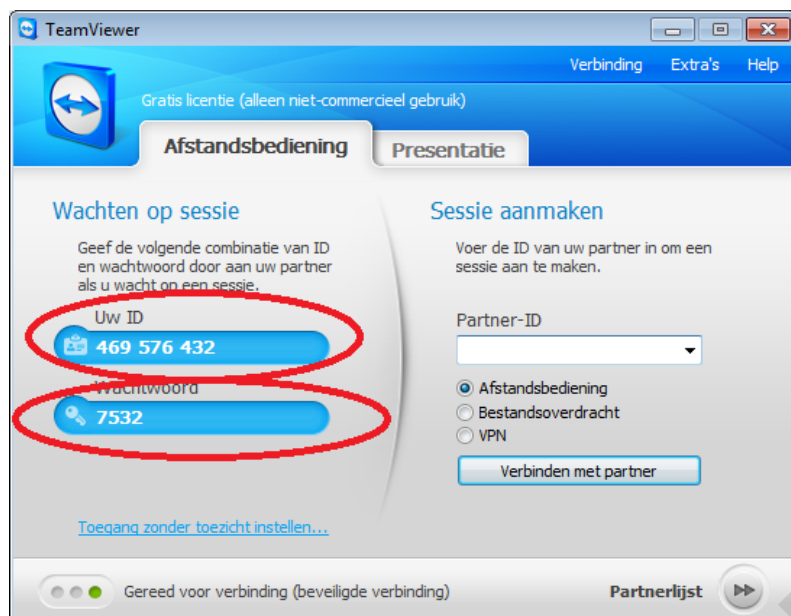 TeamViewer
Verbinding Extra's Help
Gratis licentie (alleen niet-commercieel gebruik)
Afstandsbediening Presentatie
Wachten op sessie
Geef de volgende combinatie van ID
en wachtwoord door aan uw partner
als u wacht op een sessie.
Uw ID
469 576 432
Wachtwoord
7532
Toegang zonder toezicht instellen...
Sessie aanmaken
Voer de ID van uw partner in om een
sessie aan te maken.
Partner-ID
Afstandsbediening
Bestandsoverdracht
VPN
Verbinden met partner
Gereed voor verbinding (beveiligde verbinding)
Partnerlijst